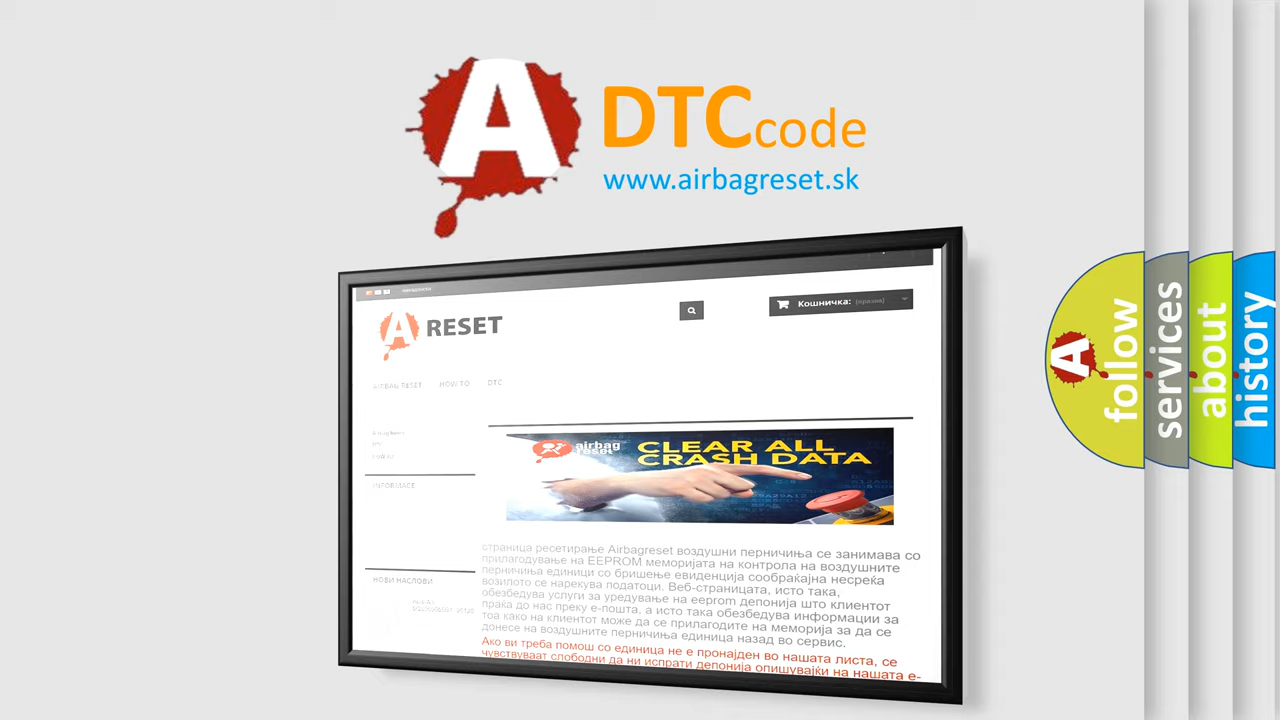 A
DTCcode
www.airbagreset.sk
A RESET
Кошничка: (празна)
AIRBAG RESET HOW TO DTC
INFORMACE
airbag
reset
CLEAR ALL
CRASH DATA
страница ресетирање Airbagreset воздушни перничиња се занимава со
прилагодување на EEPROM меморијата на контрола на воздушните
перничиња единици со бришење евиденција сообраќајна несреќа
возилото се нарекува податоци. Веб-страницата, исто така,
обезбедува услуги за уредување на eeprom депонија што клиентот
праќа до нас преку е-пошта, а исто така обезбедува информации за
тоа како на клиентот може да се прилагодите на меморија за да се
донесе на воздушните перничиња единица назад во сервис.
Ако ви треба помош со единица не е пронајден во нашата листа, се
чувствуваат слободни да ни испрати депонија опишувајќи на нашата е-
НОВИ НАСЛОВИ
A follow
services
about
history